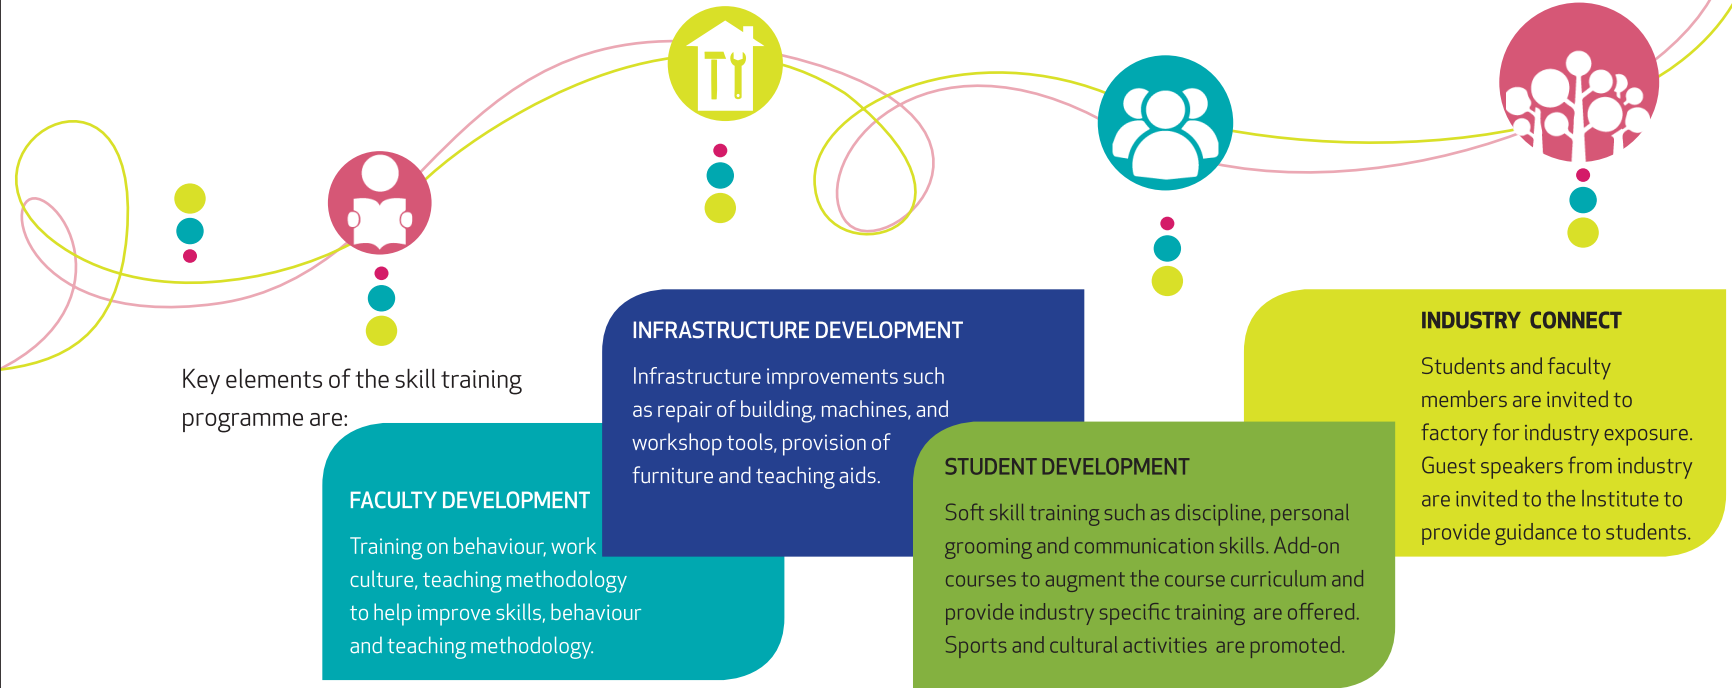 Key elements of the skill training
programme are:
FACULTY DEVELOPMENT
Training on behaviour, work
culture, teaching methodology
to help improve skills, behaviour
and teaching methodology.
INFRASTRUCTURE DEVELOPMENT
Infrastructure improvements such
as repair of building, machines, and
workshop tools, provision of
furniture and teaching aids.
STUDENT DEVELOPMENT
Soft skill training such as discipline, personal
grooming and communication skills. Add-on
courses to augment the course curriculum and
provide industry specific training are offered.
Sports and cultural activities are promoted.
INDUSTRY CONNECT
Students and faculty
members are invited to
factory for industry exposure.
Guest speakers from industry
are invited to the Institute to
provide guidance to students.